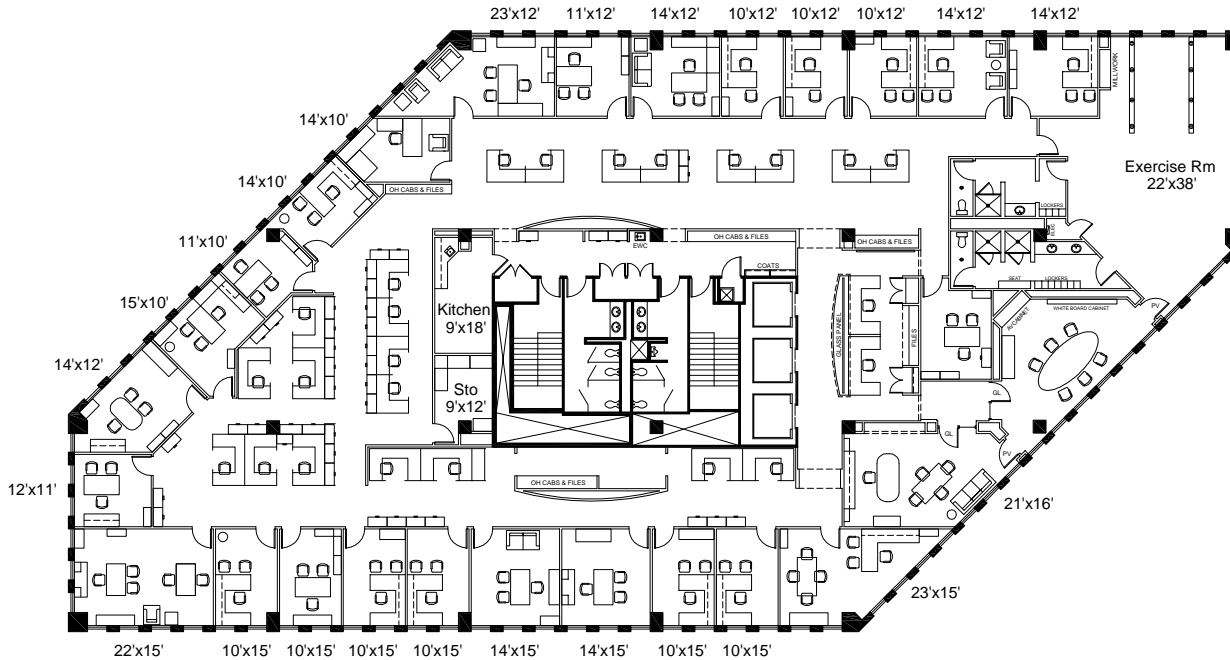 23'x12'
11'x12'
14'x12'
10'x12'
10'x12'
10'x12'
14'x12'
14'x12'
MILLWORK
14'x10'
Exercise Rm
22'x38'
14'x10'
OH CABS & FILES
LOCKERS
ELEC
11'x10'
EWC
OH CABS & FILES
OH CABS & FILES
COATS
SEAT
LOCKERS
15'x10'
Kitchen
9'x18'
GLASS PANEL
FILES
AV CABINET
WHITE BOARD CABINET
PV
14'x12'
Sto
9'x12'
GL
GL
PV
12'x11'
OH CABS & FILES
21'x16'
23'x15'
22'x15'
10'x15'
10'x15'
10'x15'
10'x15'
14'x15'
14'x15'
10'x15'
10'x15'